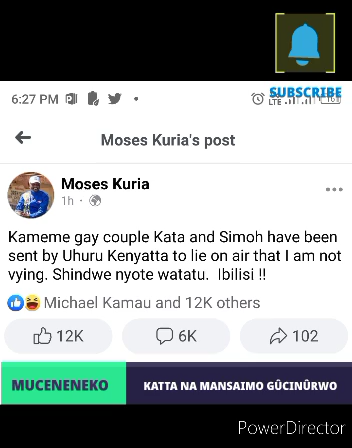 SUBSCRIBE
6:27 PM
LTE
Moses Kuria's post
Moses Kuria
1h
Kameme gay couple Kata and Simoh have been
sent by Uhuru Kenyatta to lie on air that I am not
vying. Shindwe nyote watatu. Ibilisi !!
Michael Kamau and 12K others
12K
6K
102
MUCENENEKO
KATTA NA MANSAIMO GŨCINŨRWO
PowerDirector